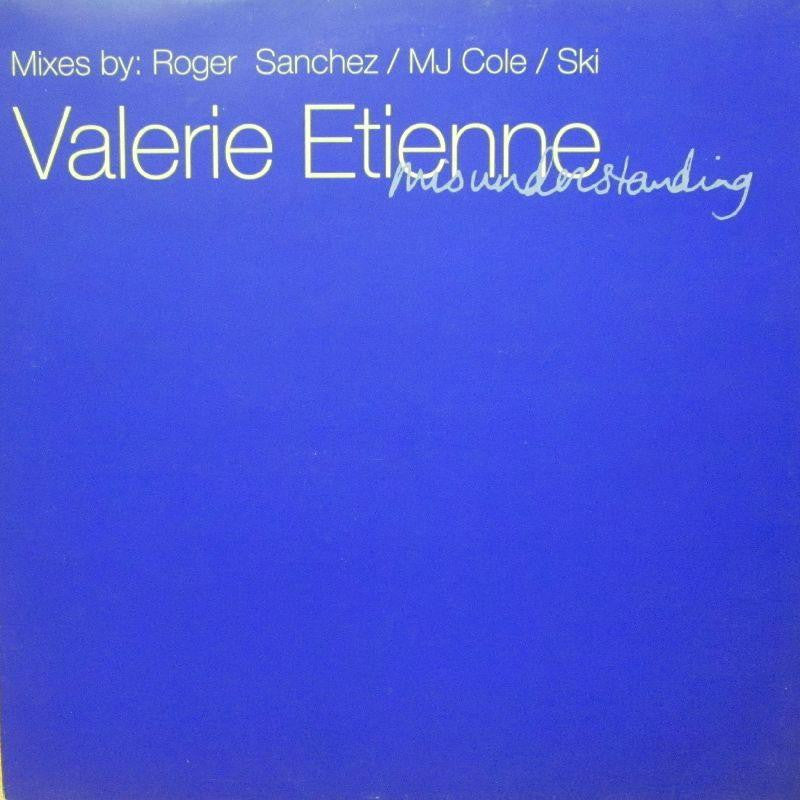 Mixes by: Roger Sanchez / MJ Cole / Ski
Valerie Etienne
misunderstanding